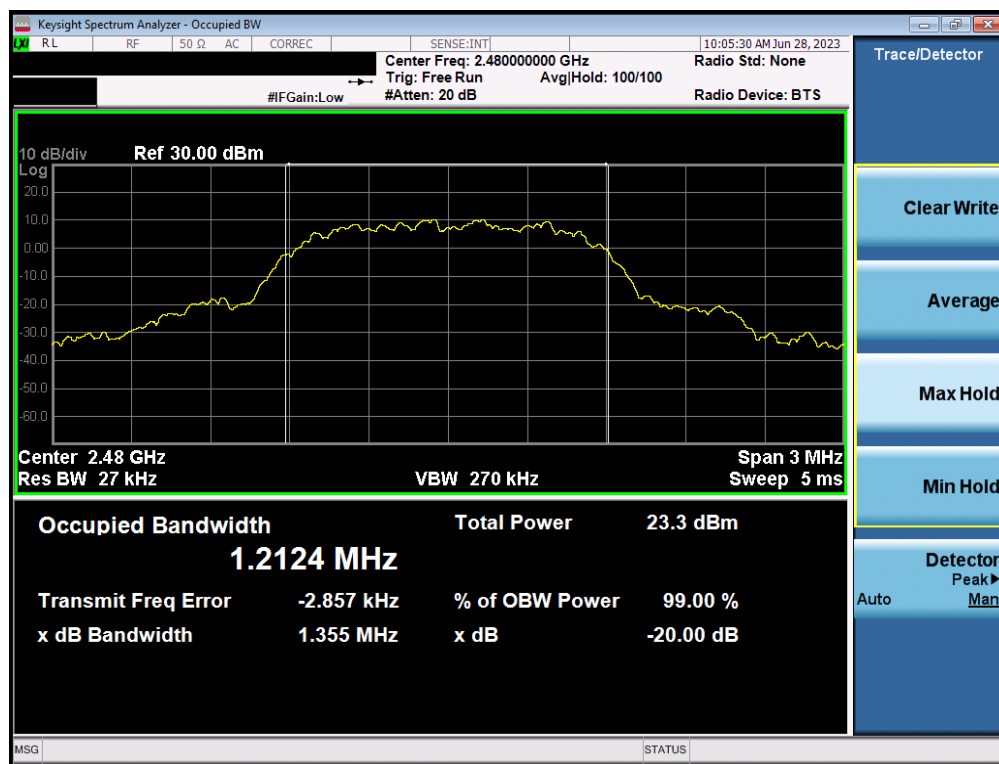 Keysight Spectrum Analyzer - Occupied BW
LXI RL RF 50 Ω AC CORREC SENSE:INT 10:05:30 AM Jun 28, 2023
Center Freq: 2.480000000 GHz Radio Std: None
Trig: Free Run Avg|Hold: 100/100
#IFGain:Low #Atten: 20 dB Radio Device: BTS
Trace/Detector
10 dB/div Ref 30.00 dBm
Log
20.0
10.0
0.00
-10.0
-20.0
-30.0
-40.0
-50.0
-60.0
Center 2.48 GHz Span 3 MHz
Res BW 27 kHz VBW 270 kHz Sweep 5 ms
Occupied Bandwidth Total Power 23.3 dBm
1.2124 MHz
Transmit Freq Error -2.857 kHz % of OBW Power 99.00 %
x dB Bandwidth 1.355 MHz x dB -20.00 dB
Clear Write
Average
Max Hold
Min Hold
Detector
Peak▶
Auto Man
MSG STATUS